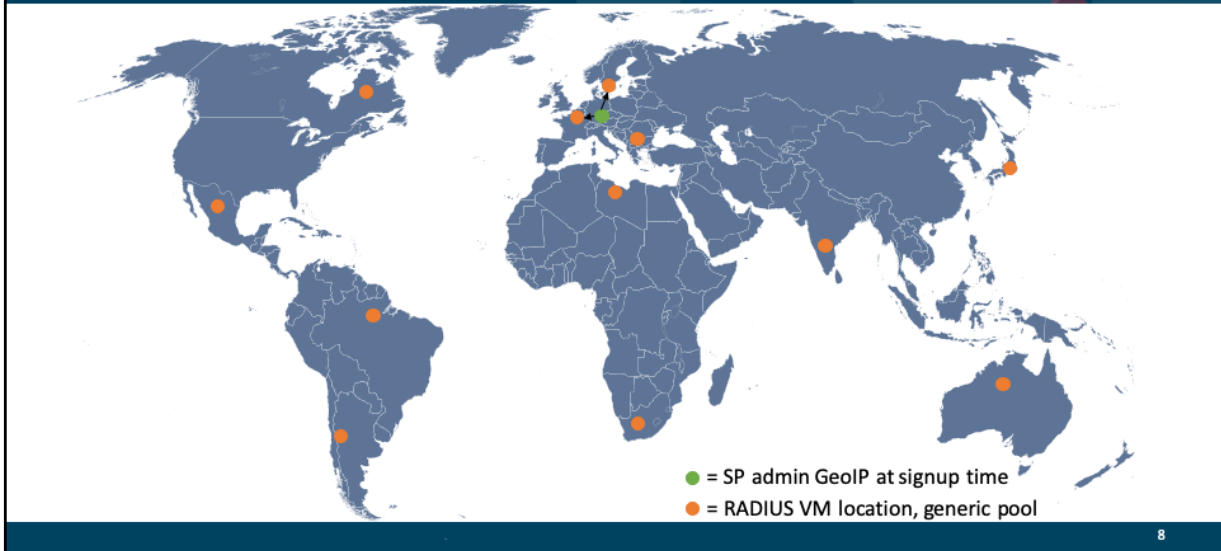 = SP admin GeoIP at signup time
= RADIUS VM location, generic pool
8